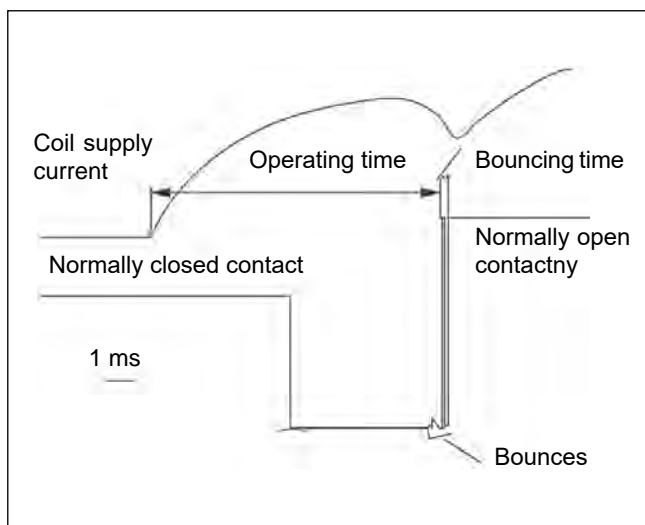 Coil supply
current
Operating time
Bouncing time
Normally closed contact
Normally open
contactny
1 ms
Bounces